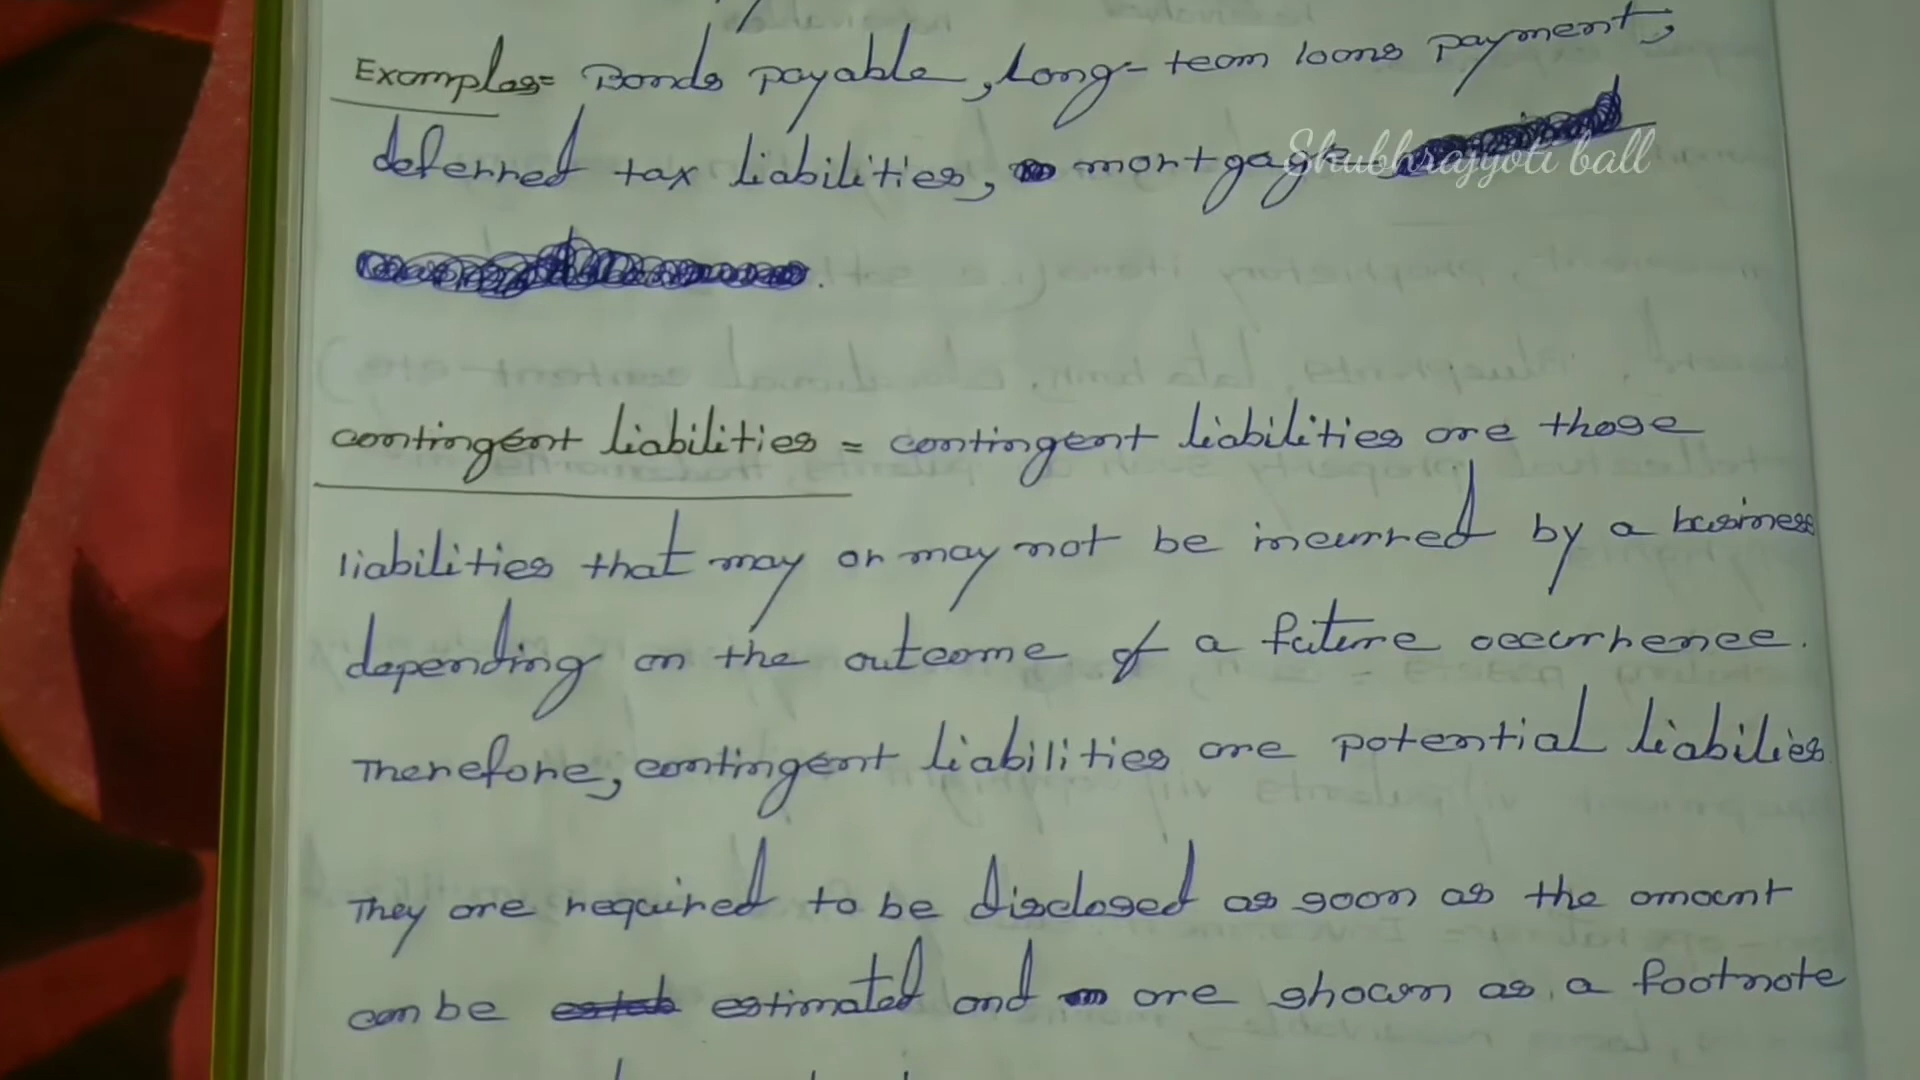 Examples= Bonds payable, Long-team loans payment,
deferred tax liabilities, mortgage
Shubhrajyoti ball
contingent liabilities = contingent liabilities are those
liabilities that may or may not be incurred by a business
depending on the outcome of a future occurrence.
Therefore, contingent liabilities are potential liabilies
They are required to be disclosed as soon as the amount
can be estimated and are shown as a footnote